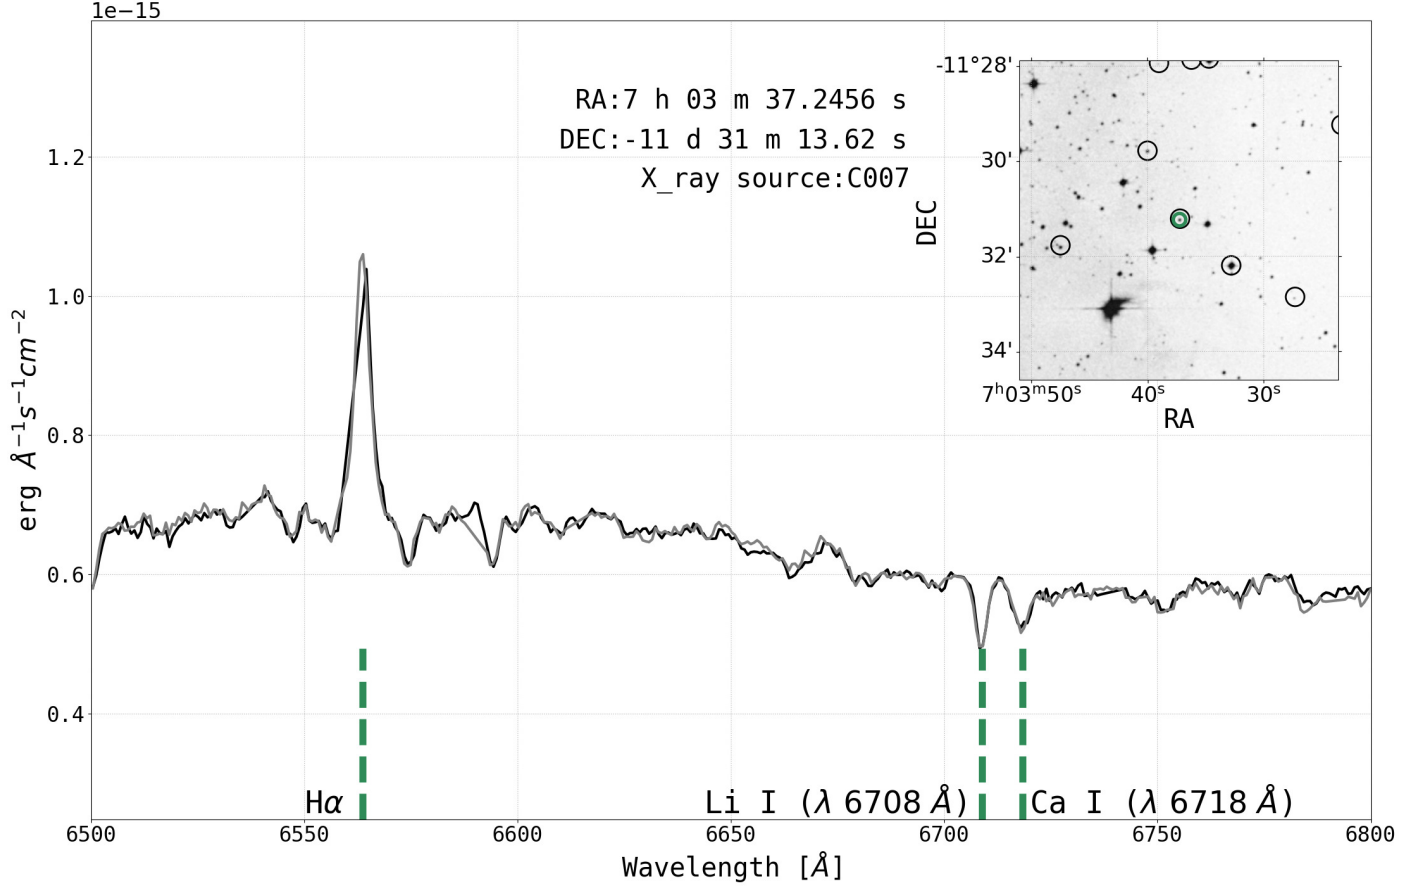 1e−15
RA:7 h 03 m 37.2456 s
DEC:-11 d 31 m 13.62 s
X_ray source:C007
-11°28'
30'
32'
34'
DEC
7ʰ03ᵐ50ˢ 40ˢ 30ˢ
RA
1.2
1.0
0.8
0.6
0.4
erg Å⁻¹s⁻¹cm⁻²
Hα
Li I (λ 6708 Å)
Ca I (λ 6718 Å)
6500 6550 6600 6650 6700 6750 6800
Wavelength [Å]